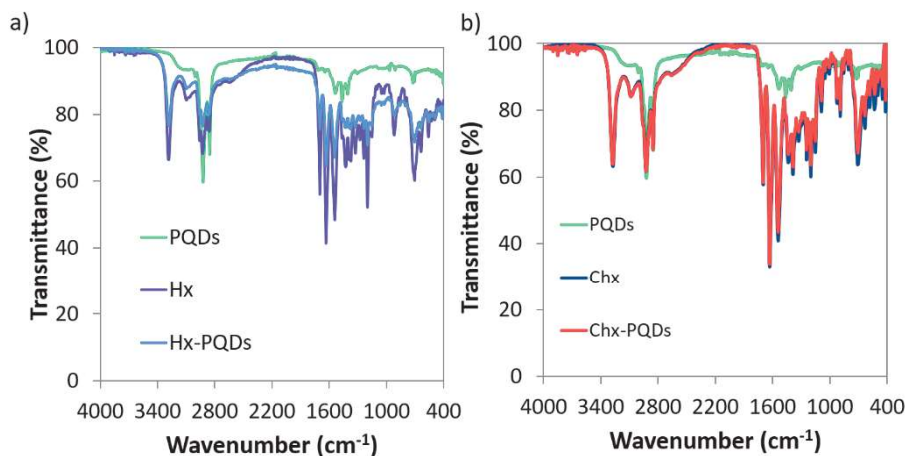 a)
100
80
60
40
20
0
Transmittance (%)
PQDs
Hx
Hx-PQDs
4000 3400 2800 2200 1600 1000 400
Wavenumber (cm⁻¹)
b)
100
80
60
40
20
0
Transmittance (%)
PQDs
Chx
Chx-PQDs
4000 3400 2800 2200 1600 1000 400
Wavenumber (cm⁻¹)